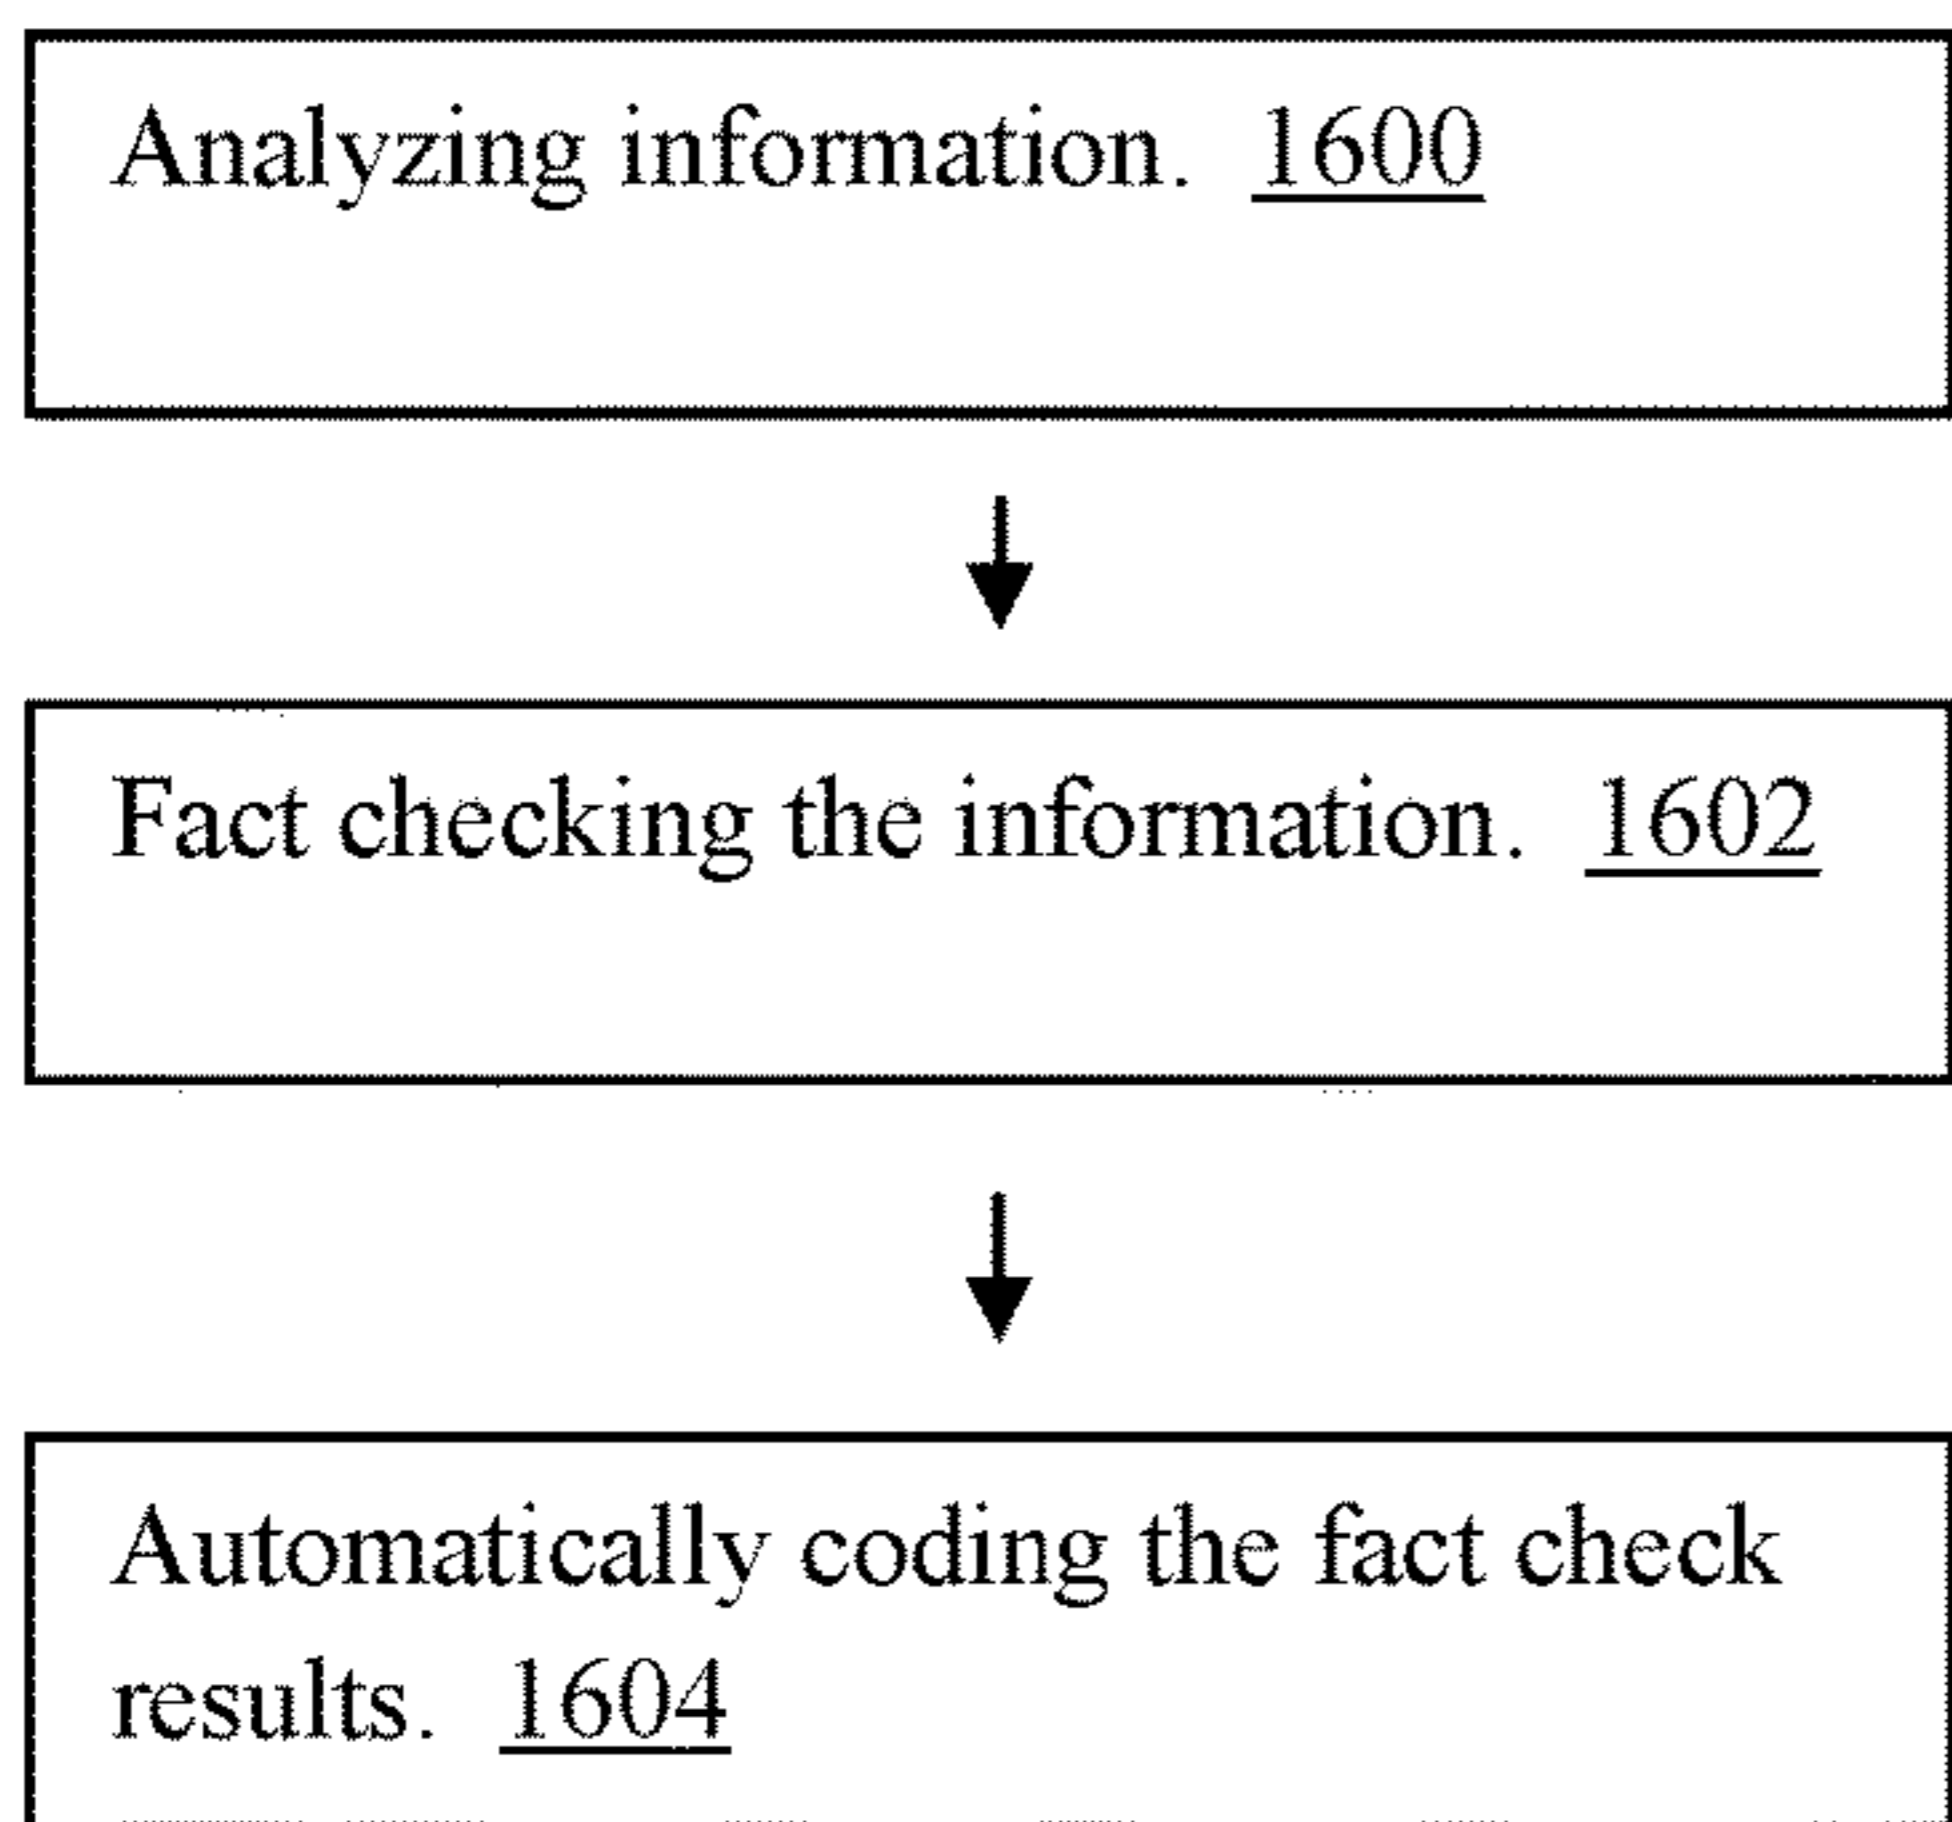 Analyzing information. 1600
Fact checking the information. 1602
Automatically coding the fact check
results. 1604